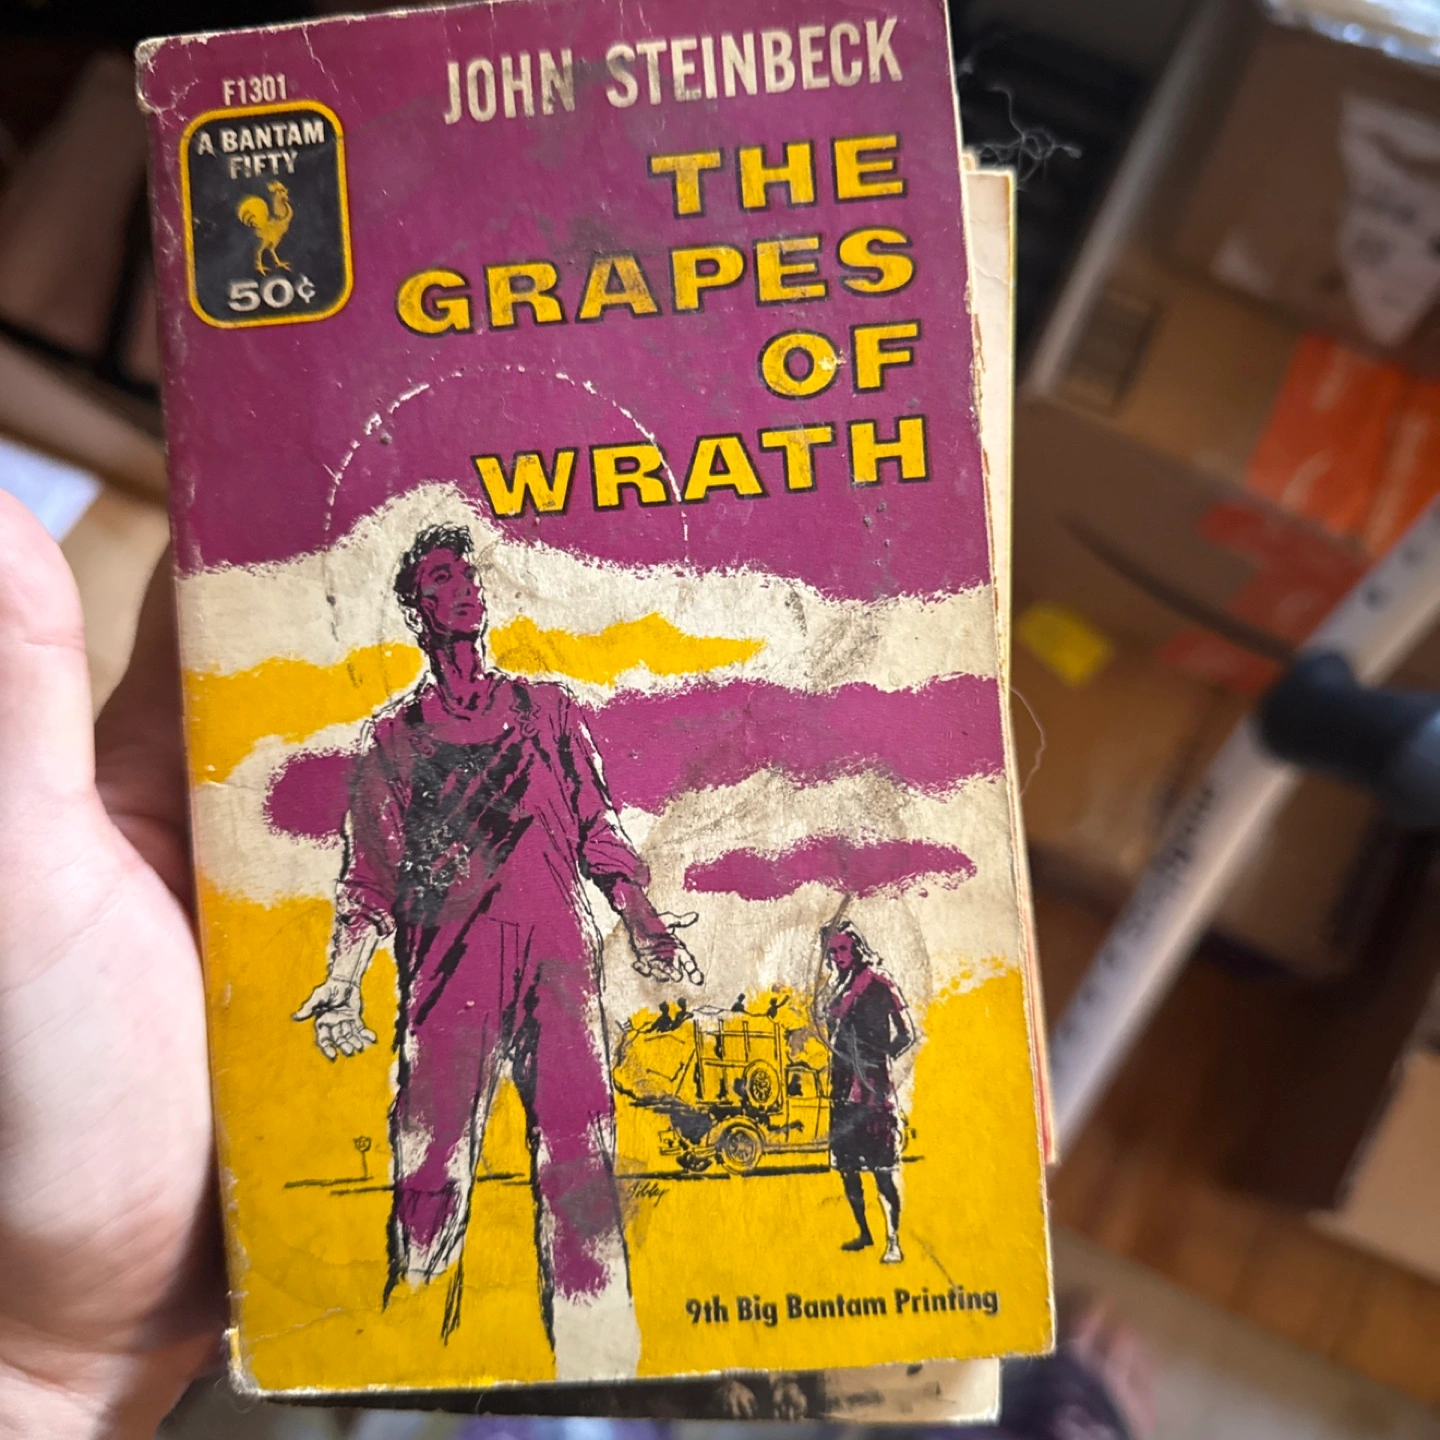 F1301
A BANTAM
FIFTY
50¢
JOHN STEINBECK
THE
GRAPES
OF
WRATH
9th Big Bantam Printing